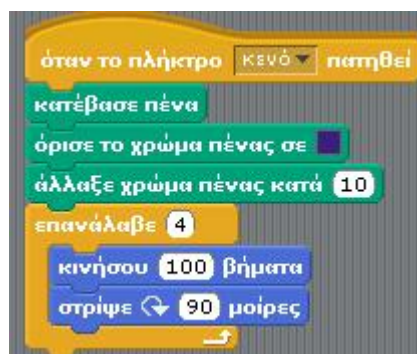 όταν το πλήκτρο κενό πατηθεί
κατέβασε πένα
όρισε το χρώμα πένας σε
άλλαξε χρώμα πένας κατά 10
επανάλαβε 4
κινήσου 100 βήματα
στρίψε 90 μοίρες